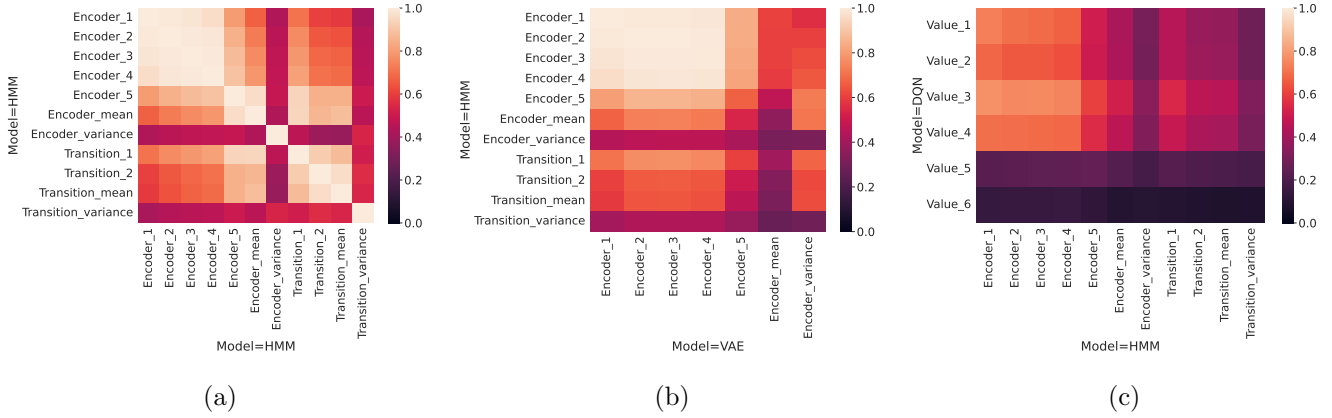 Model=HMM
Encoder_1
Encoder_2
Encoder_3
Encoder_4
Encoder_5
Encoder_mean
Encoder_variance
Transition_1
Transition_2
Transition_mean
Transition_variance
1.0
0.8
0.6
0.4
0.2
0.0
Encoder_1
Encoder_2
Encoder_3
Encoder_4
Encoder_5
Encoder_mean
Encoder_variance
Transition_1
Transition_2
Transition_mean
Transition_variance
Model=HMM
(a)
Model=HMM
Encoder_1
Encoder_2
Encoder_3
Encoder_4
Encoder_5
Encoder_mean
Encoder_variance
Transition_1
Transition_2
Transition_mean
Transition_variance
1.0
0.8
0.6
0.4
0.2
0.0
Encoder_1
Encoder_2
Encoder_3
Encoder_4
Encoder_5
Encoder_mean
Encoder_variance
Model=VAE
(b)
Model=DQN
Value_1
Value_2
Value_3
Value_4
Value_5
Value_6
1.0
0.8
0.6
0.4
0.2
0.0
Encoder_1
Encoder_2
Encoder_3
Encoder_4
Encoder_5
Encoder_mean
Encoder_variance
Transition_1
Transition_2
Transition_mean
Transition_variance
Model=HMM
(c)